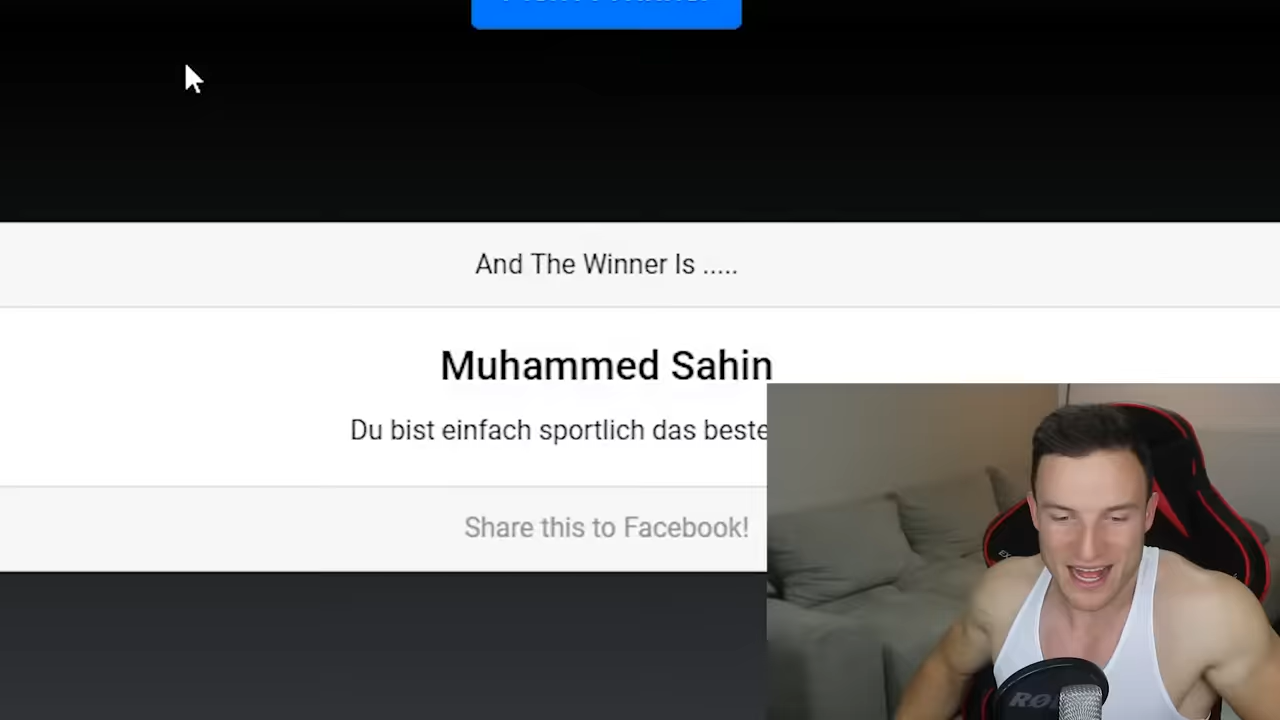 And The Winner Is .....
Muhammed Sahin
Du bist einfach sportlich das beste
Share this to Facebook!